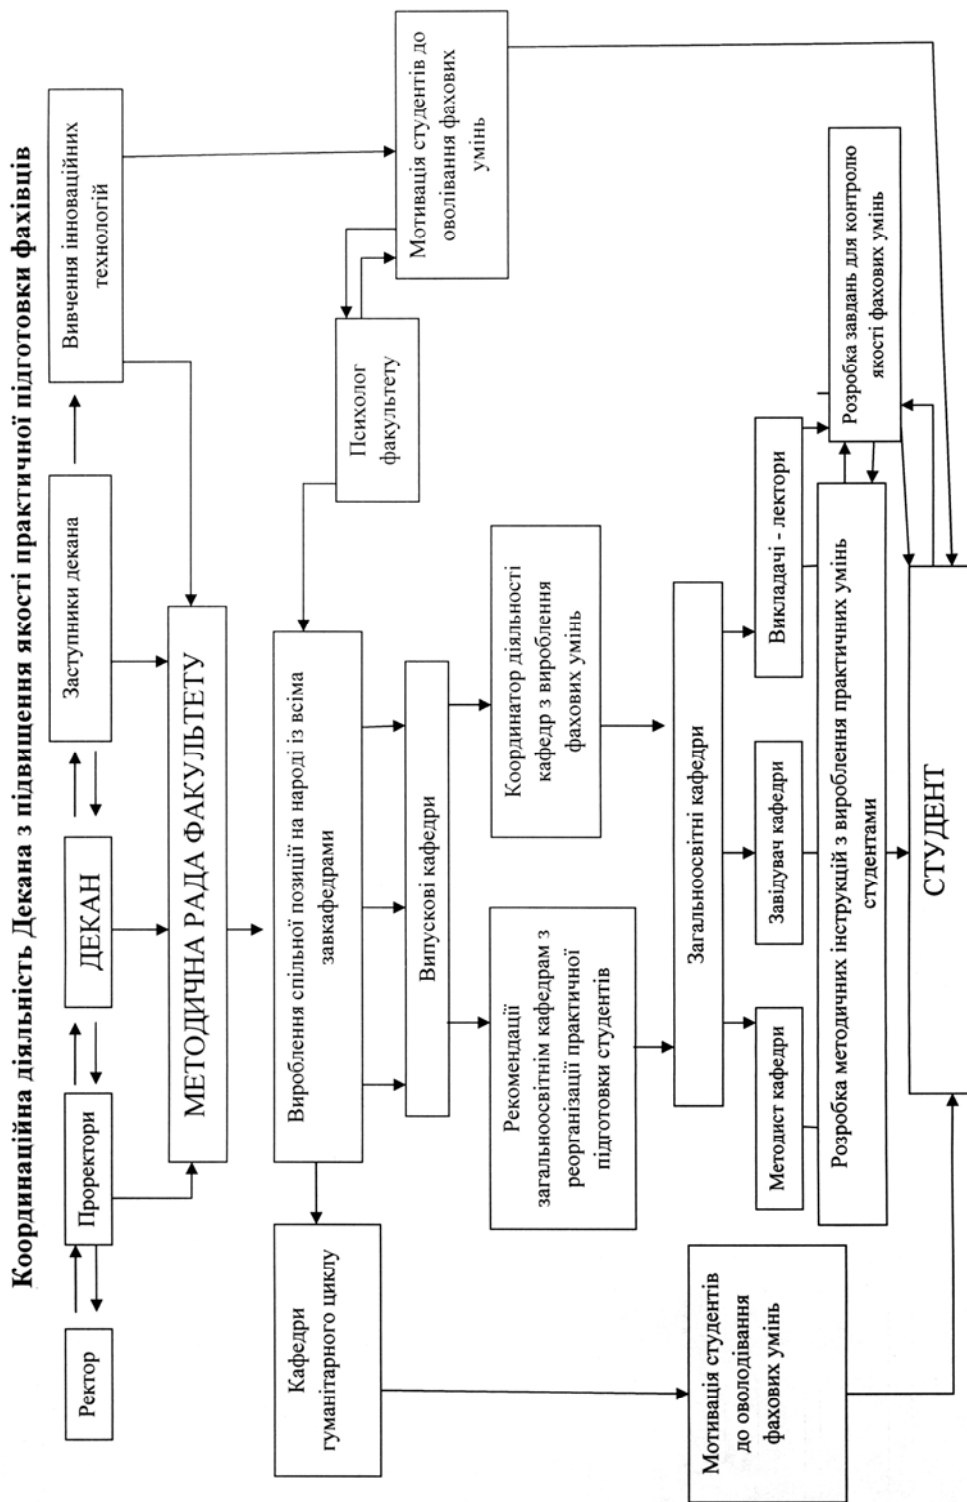 Координаційна діяльність Декана з підвищення якості практичної підготовки фахівців
Ректор
Проректори
ДЕКАН
Заступники декана
Вивчення інноваційних
технологій
МЕТОДИЧНА РАДА ФАКУЛЬТЕТУ
Кафедри
гуманітарного циклу
Вироблення спільної позиції на народі із всіма
завкафедрами
Психолог
факультету
Мотивація студентів до
оволівання фахових
умінь
Випускові кафедри
Рекомендації
загальноосвітнім кафедрам з
реорганізації практичної
підготовки студентів
Координатор діяльності
кафедр з вироблення
фахових умінь
Загальноосвітні кафедри
Мотивація студентів
до оволодівання
фахових умінь
Методист кафедри
Завідувач кафедри
Викладачі - лектори
Розробка методичних інструкцій з вироблення практичних умінь
студентами
Розробка завдань для контролю
якості фахових умінь
СТУДЕНТ